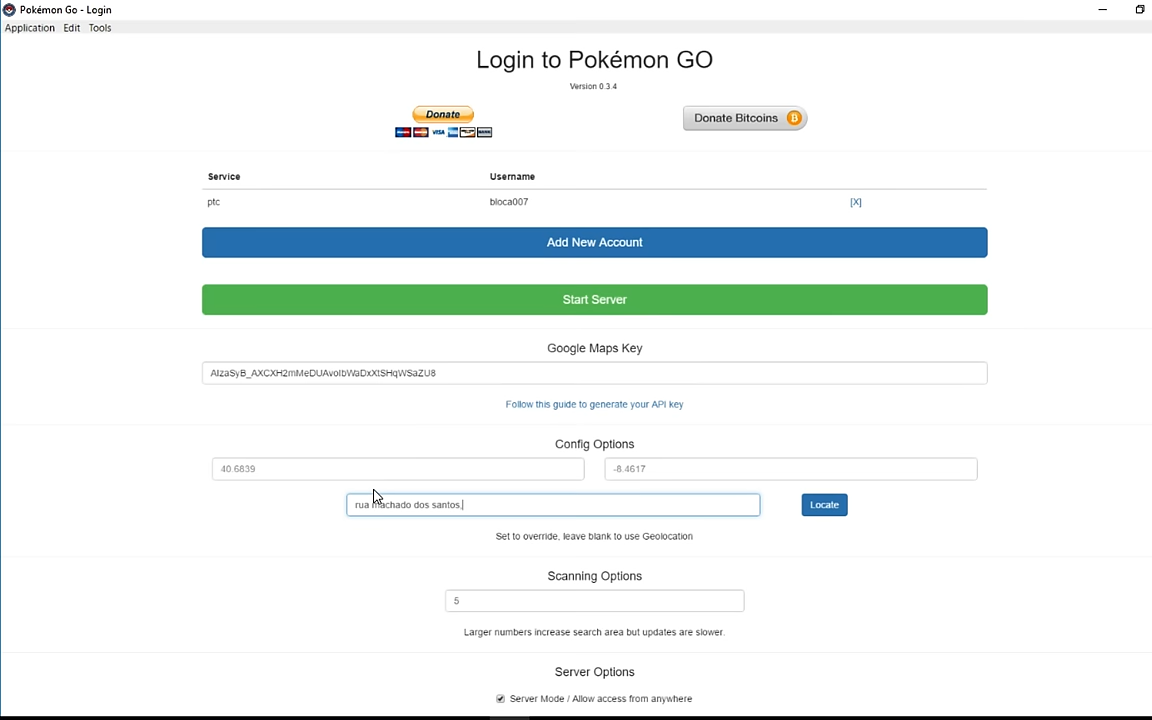 Pokémon Go - Login
Application Edit Tools
Login to Pokémon GO
Version 0.3.4
Donate
Donate Bitcoins
VISA
Service Username
ptc bloca007 [X]
Add New Account
Start Server
Google Maps Key
AIzaSyB_AXCXH2mMeDUAvoIbWaDxXtSHqWSaZU8
Follow this guide to generate your API key
Config Options
40.6839 -8.4617
rua machado dos santos,
Locate
Set to override, leave blank to use Geolocation
Scanning Options
5
Larger numbers increase search area but updates are slower.
Server Options
Server Mode / Allow access from anywhere